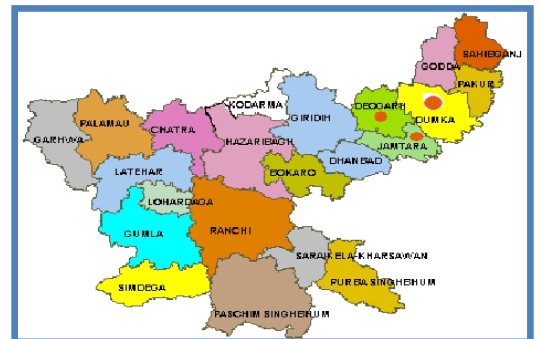 SAHIEGANJ
GODDA
PAKUR
KODARMA
DEOGARH
DUMKA
GIRIDIH
PALAMAU
CHATRA
GARHWA
HAZARIBAGH
JAMTARA
DHANBAD
LATEHAR
BOKARO
LOHARDAGA
GUMLA
RANCHI
SARAIKELA-KHARSAWAN
SIMDEGA
PURBA SINGHBHUM
PASCHIM SINGHBHUM